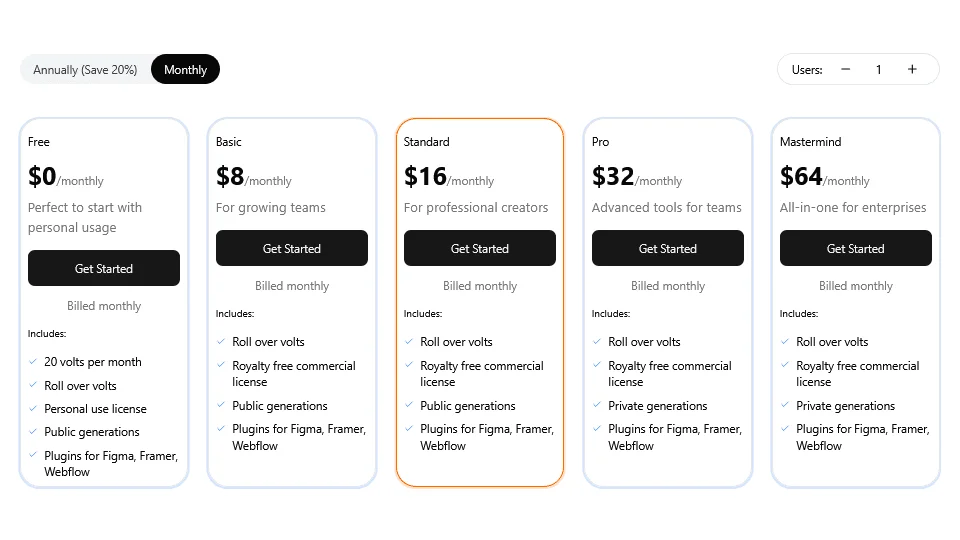 Annually (Save 20%)
Monthly
Users: − 1 +
Free
$0/monthly
Perfect to start with
personal usage
Get Started
Billed monthly
Includes:
20 volts per month
Roll over volts
Personal use license
Public generations
Plugins for Figma, Framer,
Webflow
Basic
$8/monthly
For growing teams
Get Started
Billed monthly
Includes:
Roll over volts
Royalty free commercial
license
Public generations
Plugins for Figma, Framer,
Webflow
Standard
$16/monthly
For professional creators
Get Started
Billed monthly
Includes:
Roll over volts
Royalty free commercial
license
Public generations
Plugins for Figma, Framer,
Webflow
Pro
$32/monthly
Advanced tools for teams
Get Started
Billed monthly
Includes:
Roll over volts
Royalty free commercial
license
Private generations
Plugins for Figma, Framer,
Webflow
Mastermind
$64/monthly
All-in-one for enterprises
Get Started
Billed monthly
Includes:
Roll over volts
Royalty free commercial
license
Private generations
Plugins for Figma, Framer,
Webflow